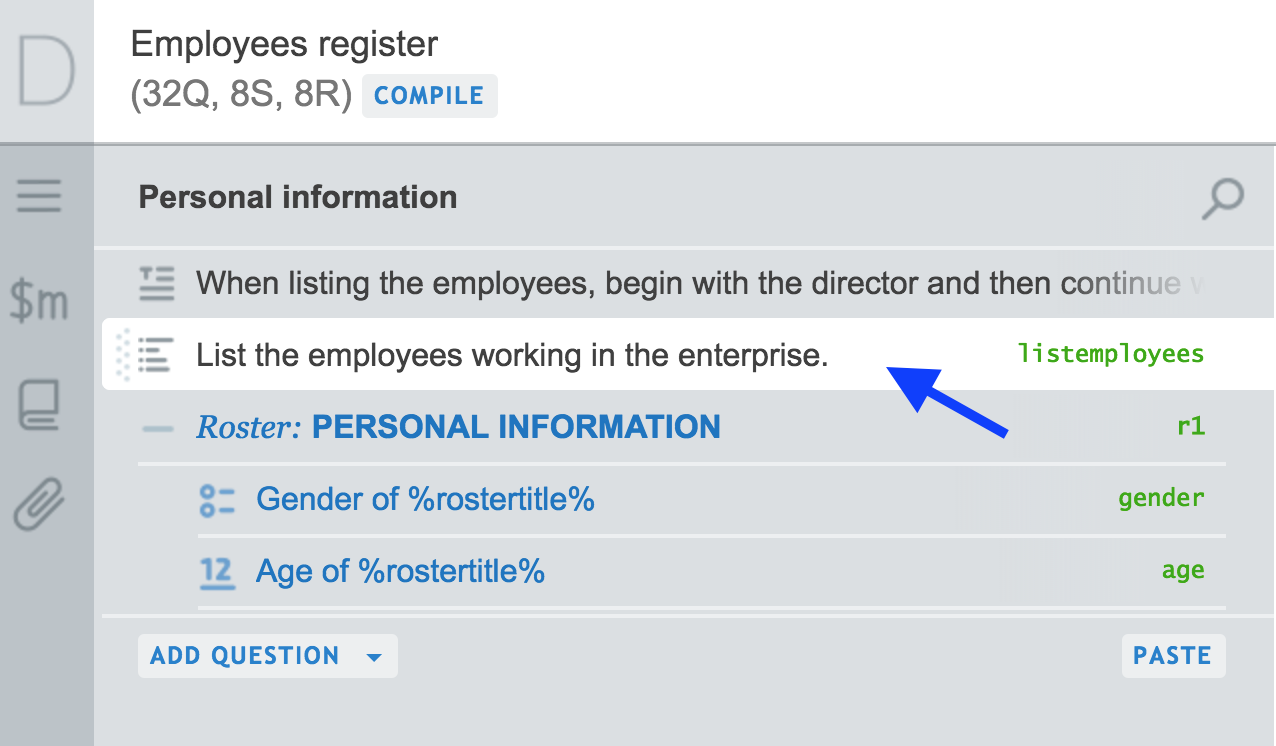 D
Employees register
(32Q, 8S, 8R) COMPILE
Personal information
$m
When listing the employees, begin with the director and then continue
List the employees working in the enterprise. listemployees
Roster: PERSONAL INFORMATION r1
Gender of %rostertitle% gender
12 Age of %rostertitle% age
ADD QUESTION PASTE